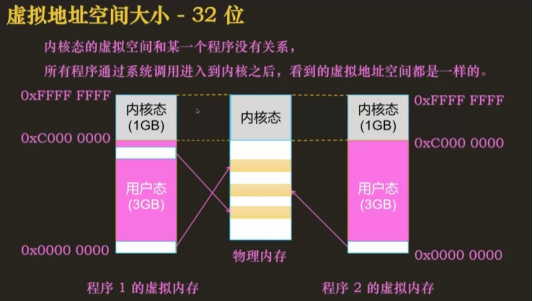 虚拟地址空间大小 - 32 位
内核态的虚拟空间和某一个程序没有关系，
所有程序通过系统调用进入到内核之后，看到的虚拟地址空间都是一样的。
0xFFFF FFFF
内核态
(1GB)
0xC000 0000
用户态
(3GB)
0x0000 0000
程序 1 的虚拟内存
内核态
物理内存
内核态
(1GB)
0xFFFF FFFF
0xC000 0000
用户态
(3GB)
0x0000 0000
程序 2 的虚拟内存